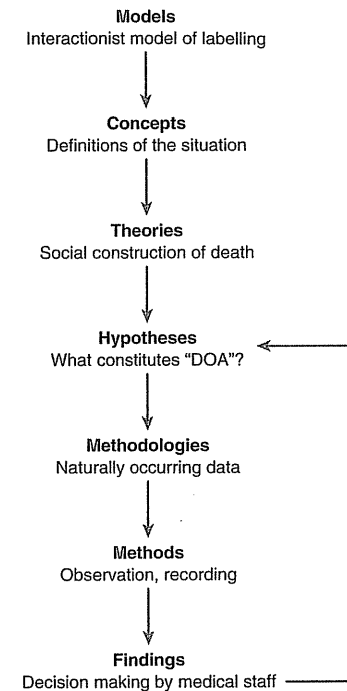 Models
Interactionist model of labelling
Concepts
Definitions of the situation
Theories
Social construction of death
Hypotheses
What constitutes “DOA”?
Methodologies
Naturally occurring data
Methods
Observation, recording
Findings
Decision making by medical staff